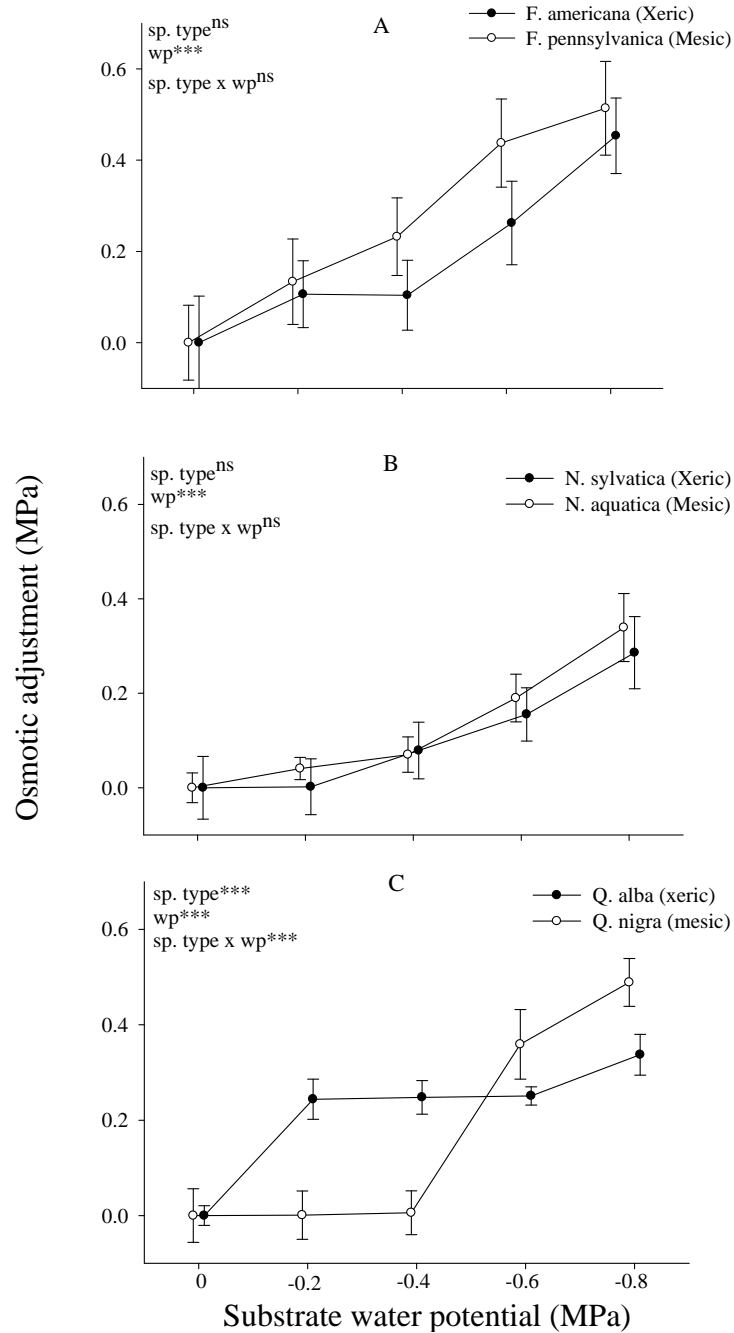 A
sp. type^ns
wp***
sp. type x wp^ns
F. americana (Xeric)
F. pennsylvanica (Mesic)
0.6
0.4
0.2
0.0
B
sp. type^ns
wp***
sp. type x wp^ns
N. sylvatica (Xeric)
N. aquatica (Mesic)
0.6
0.4
0.2
0.0
Osmotic adjustment (MPa)
C
sp. type***
wp***
sp. type x wp***
Q. alba (xeric)
Q. nigra (mesic)
0.6
0.4
0.2
0.0
0 -0.2 -0.4 -0.6 -0.8
Substrate water potential (MPa)